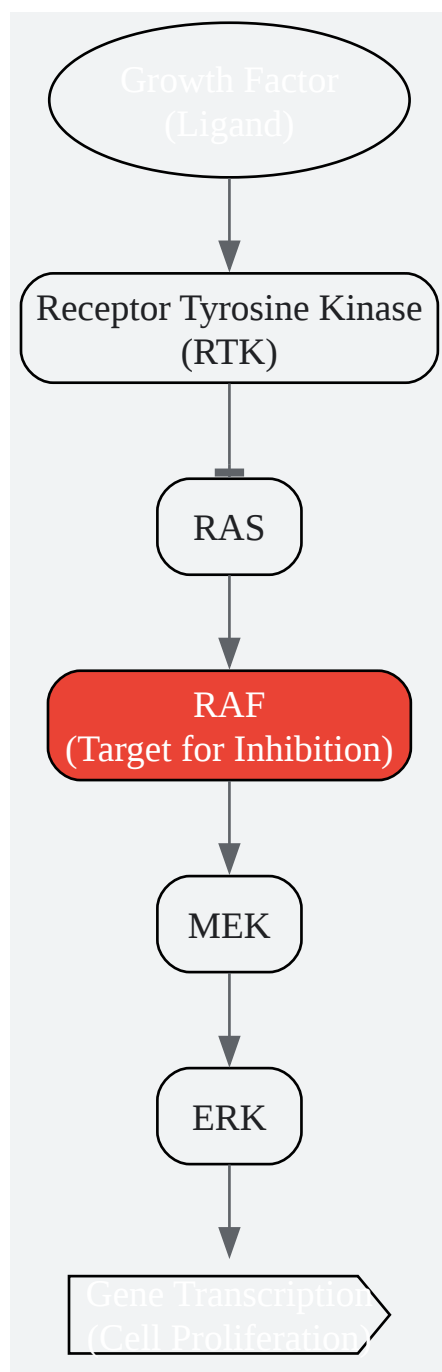 Growth Factor
(Ligand)
Receptor Tyrosine Kinase
(RTK)
RAS
RAF
(Target for Inhibition)
MEK
ERK
Gene Transcription
(Cell Proliferation)